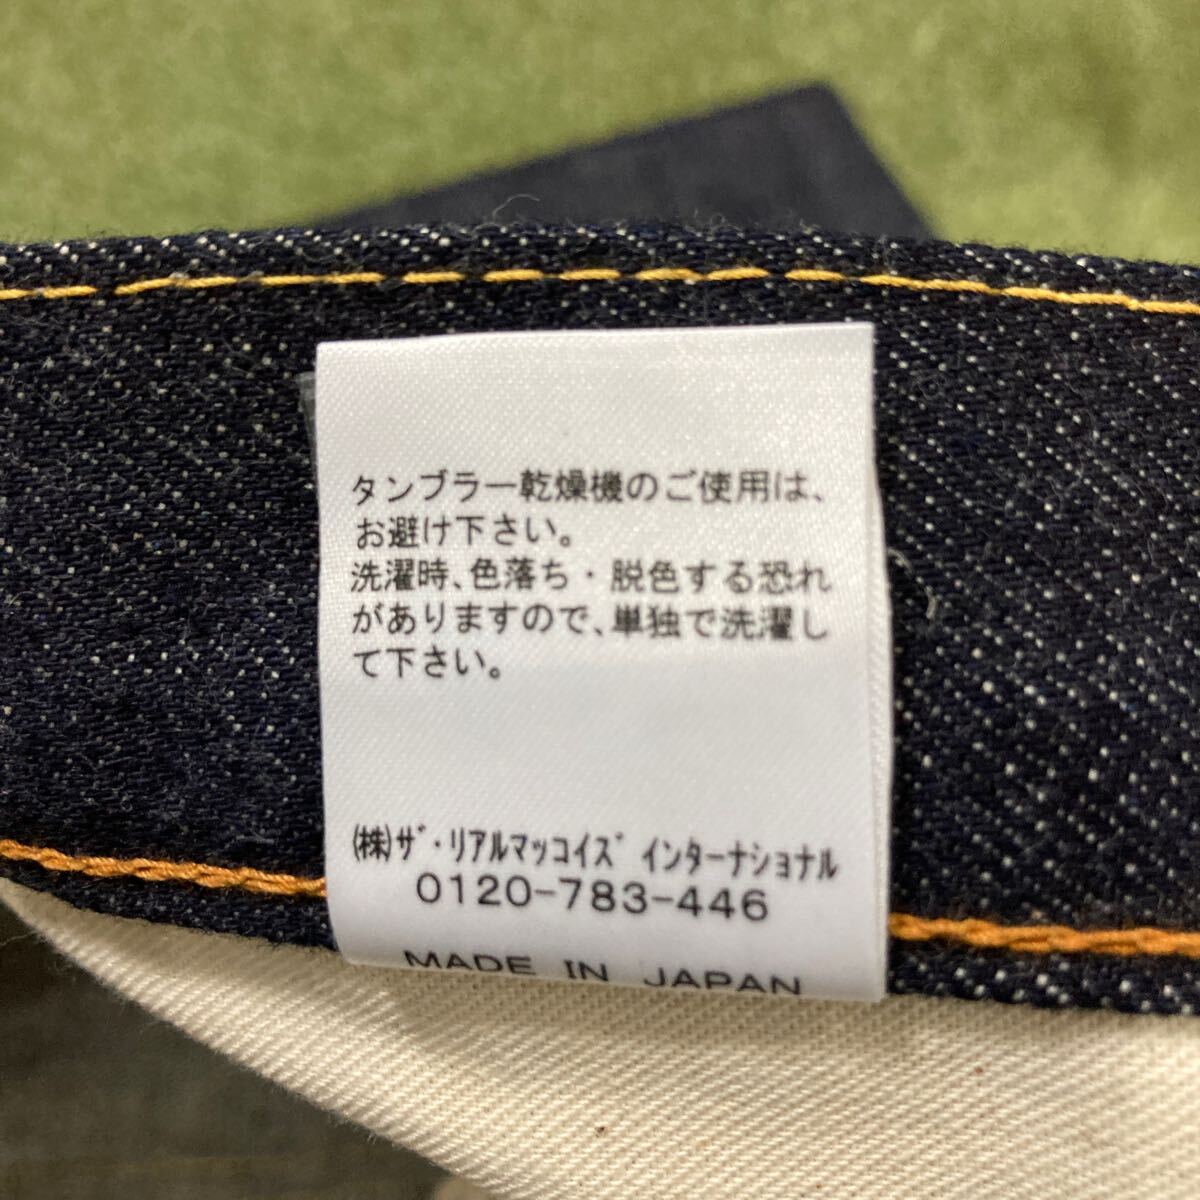 タンブラー乾燥機のご使用は、
お避け下さい。
洗濯時、色落ち・脱色する恐れ
がありますので、単独で洗濯し
て下さい。
(株)ザ・リアルマッコイズ インターナショナル
0120-783-446
MADE IN JAPAN